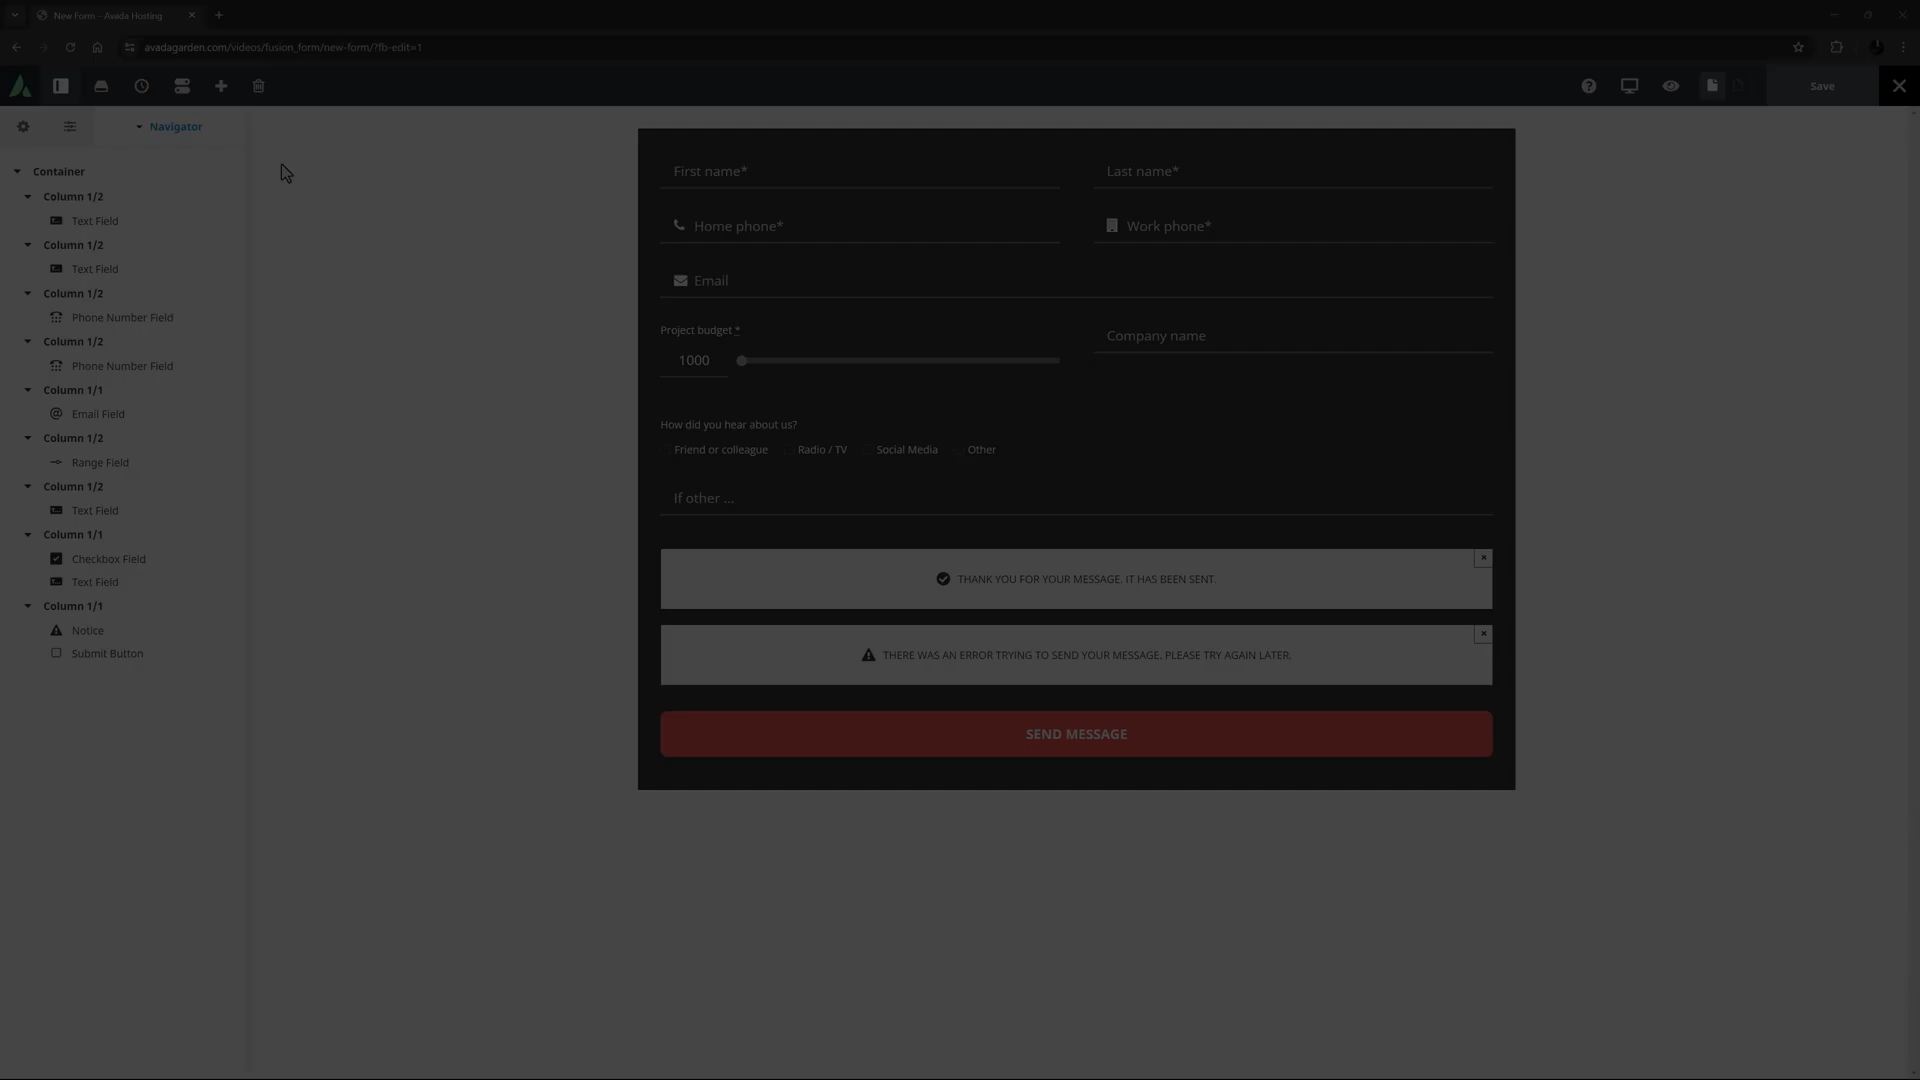 New Form – Avada Hosting
avadagarden.com/videos/fusion_form/new-form/?fb-edit=1
Save
Navigator
Container
Column 1/2
Text Field
Column 1/2
Text Field
Column 1/2
Phone Number Field
Column 1/2
Phone Number Field
Column 1/1
Email Field
Column 1/2
Range Field
Column 1/2
Text Field
Column 1/1
Checkbox Field
Text Field
Column 1/1
Notice
Submit Button
First name*
Last name*
Home phone*
Work phone*
Email
Project budget *
1000
Company name
How did you hear about us?
Friend or colleague Radio / TV Social Media Other
If other ...
THANK YOU FOR YOUR MESSAGE. IT HAS BEEN SENT.
THERE WAS AN ERROR TRYING TO SEND YOUR MESSAGE. PLEASE TRY AGAIN LATER.
SEND MESSAGE